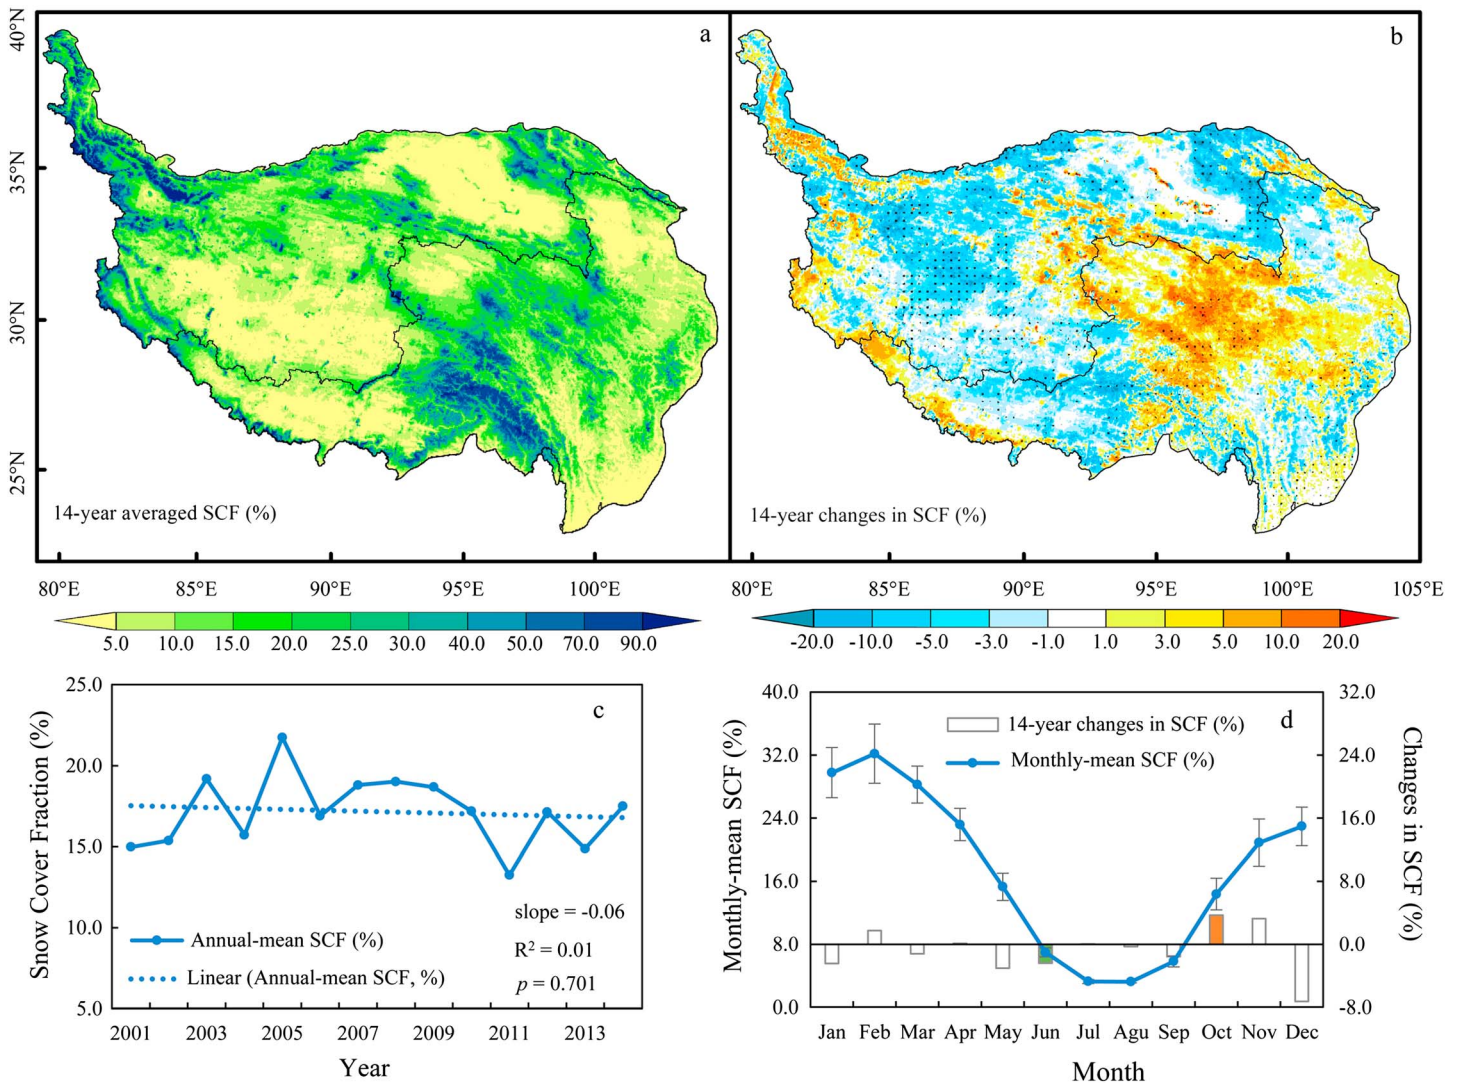 a
b
40°N
35°N
30°N
25°N
14-year averaged SCF (%)
14-year changes in SCF (%)
80°E 85°E 90°E 95°E 100°E
80°E 85°E 90°E 95°E 100°E 105°E
5.0 10.0 15.0 20.0 25.0 30.0 40.0 50.0 70.0 90.0
-20.0 -10.0 -5.0 -3.0 -1.0 1.0 3.0 5.0 10.0 20.0
c
Snow Cover Fraction (%)
25.0
20.0
15.0
10.0
5.0
slope = -0.06
R² = 0.01
p = 0.701
Annual-mean SCF (%)
Linear (Annual-mean SCF, %)
2001 2003 2005 2007 2009 2011 2013
Year
d
Monthly-mean SCF (%)
40.0
32.0
24.0
16.0
8.0
0.0
14-year changes in SCF (%)
Monthly-mean SCF (%)
32.0
24.0
16.0
8.0
0.0
-8.0
Changes in SCF (%)
Jan Feb Mar Apr May Jun Jul Agu Sep Oct Nov Dec
Month